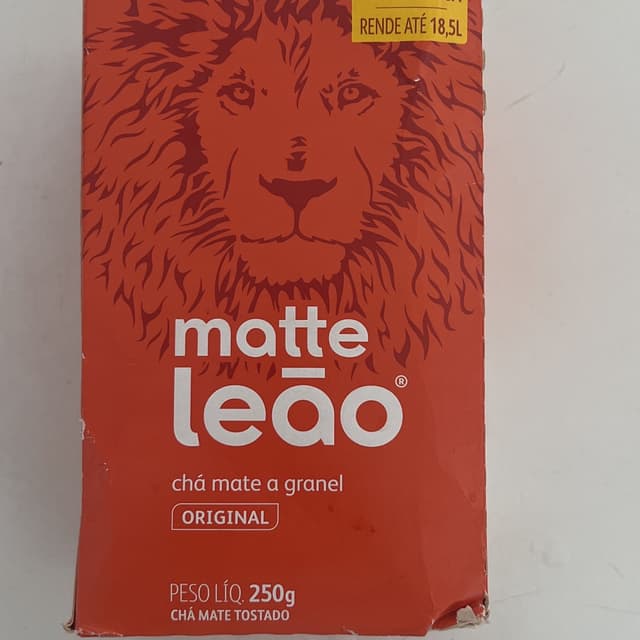 RENDE ATÉ 18,5L
matte
leão®
chá mate a granel
ORIGINAL
PESO LÍQ. 250g
CHÁ MATE TOSTADO